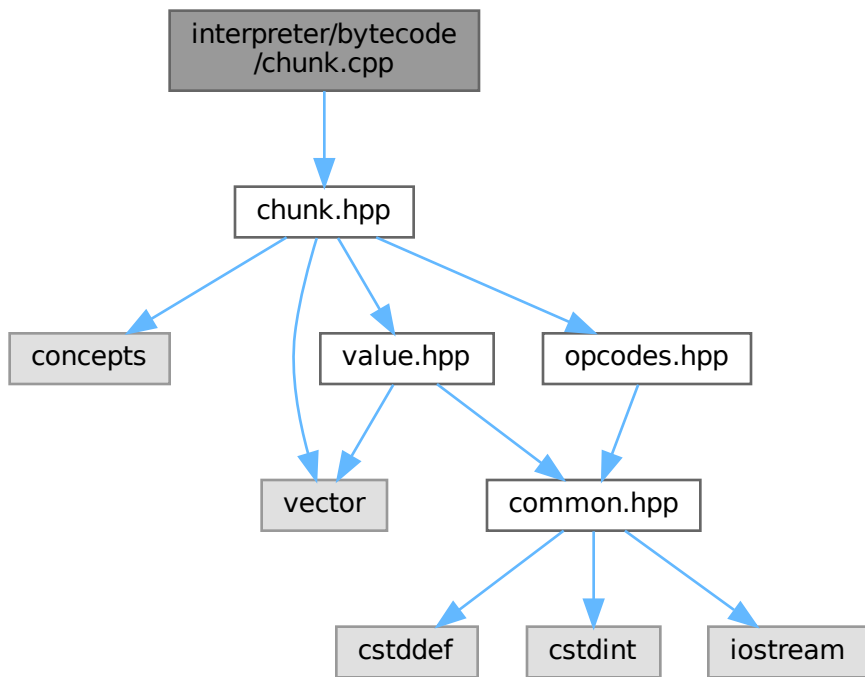 interpreter/bytecode
/chunk.cpp
chunk.hpp
concepts
value.hpp
opcodes.hpp
vector
common.hpp
cstddef
cstdint
iostream